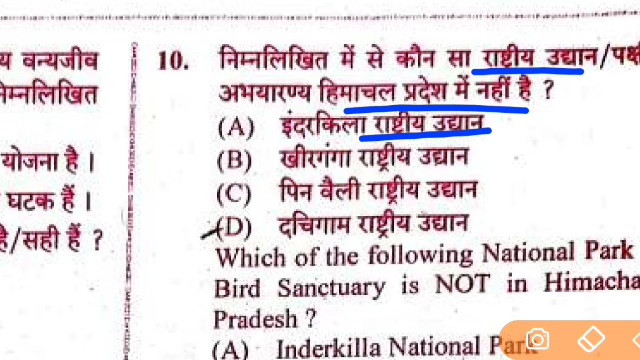 य वन्यजीव
नेम्नलिखित
योजना है ।
घटक हैं ।
है/सही हैं ?
10. निम्नलिखित में से कौन सा राष्ट्रीय उद्यान/पक्षी
अभयारण्य हिमाचल प्रदेश में नहीं है ?
(A) इंदरकिला राष्ट्रीय उद्यान
(B) खीरगंगा राष्ट्रीय उद्यान
(C) पिन वैली राष्ट्रीय उद्यान
(D) दचिगाम राष्ट्रीय उद्यान
Which of the following National Park
Bird Sanctuary is NOT in Himacha
Pradesh ?
(A) Inderkilla National Park